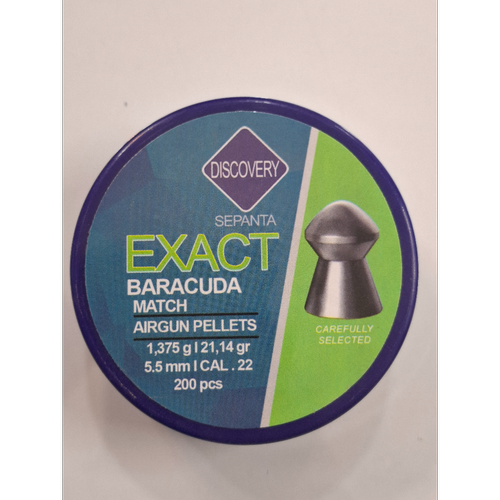 DISCOVERY
SEPANTA
EXACT
BARACUDA
MATCH
AIRGUN PELLETS
1,375 g I 21,14 gr
5.5 mm I CAL . 22
200 pcs
CAREFULLY
SELECTED